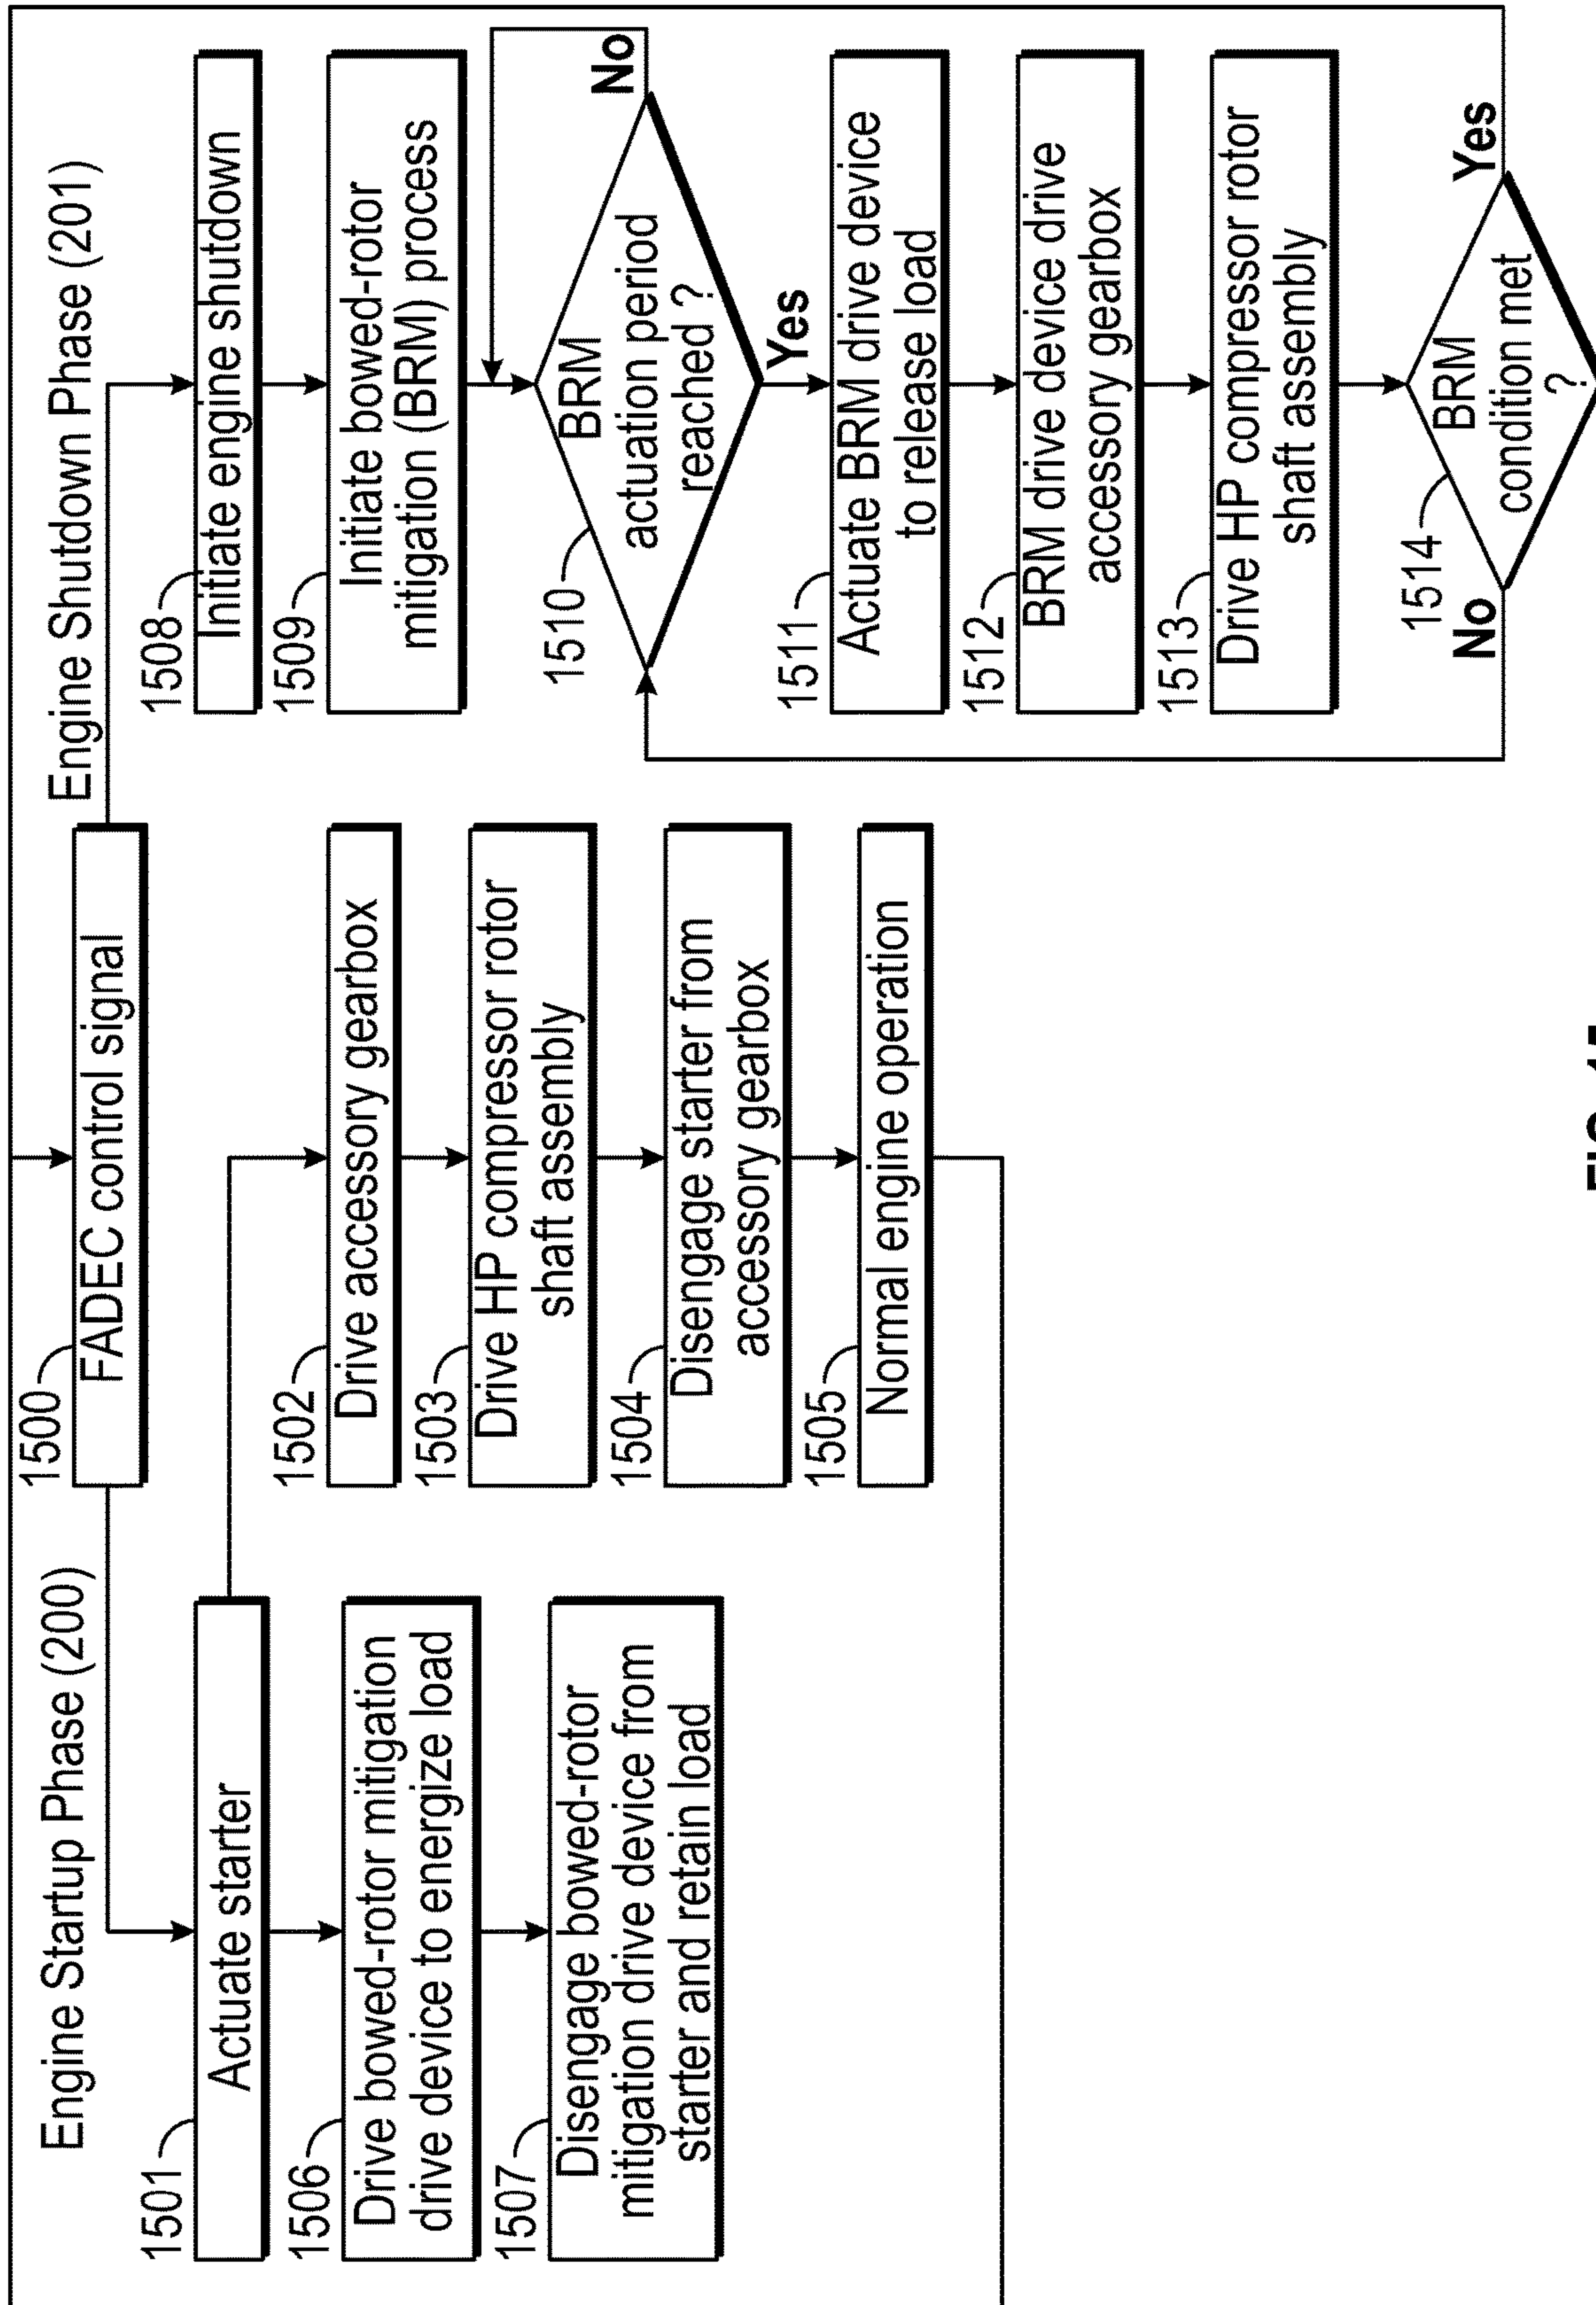 Engine Startup Phase (200)
Engine Shutdown Phase (201)
1500
FADEC control signal
1501
Actuate starter
1506
Drive bowed-rotor mitigation
drive device to energize load
1507
Disengage bowed-rotor
mitigation drive device from
starter and retain load
1502
Drive accessory gearbox
1503
Drive HP compressor rotor
shaft assembly
1504
Disengage starter from
accessory gearbox
1505
Normal engine operation
1508
Initiate engine shutdown
1509
Initiate bowed-rotor
mitigation (BRM) process
1510
BRM
actuation period
reached ?
No
Yes
1511
Actuate BRM drive device
to release load
1512
BRM drive device drive
accessory gearbox
1513
Drive HP compressor rotor
shaft assembly
1514
BRM
condition met
?
No
Yes